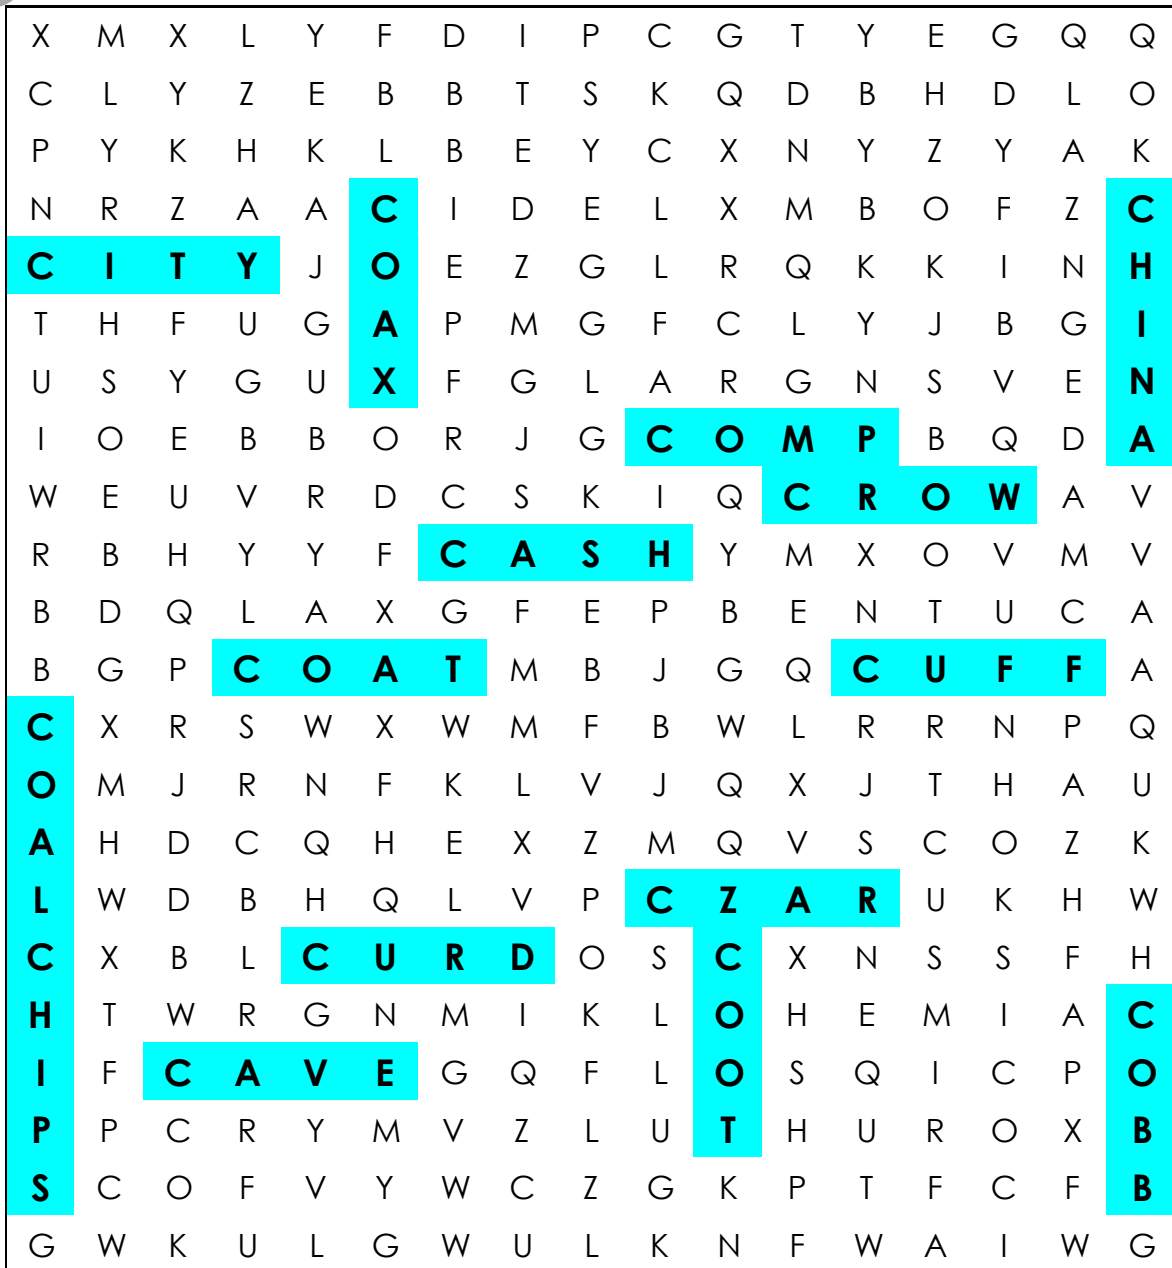 X M X L Y F D I P C G T Y E G Q Q
C L Y Z E B B T S K Q D B H D L O
P Y K H K L B E Y C X N Y Z Y A K
N R Z A A C I D E L X M B O F Z C
C I T Y J O E Z G L R Q K K I N H
T H F U G A P M G F C L Y J B G I
U S Y G U X F G L A R G N S V E N
I O E B B O R J G C O M P B Q D A
W E U V R D C S K I Q C R O W A V
R B H Y Y F C A S H Y M X O V M V
B D Q L A X G F E P B E N T U C A
B G P C O A T M B J G Q C U F F A
C X R S W X W M F B W L R R N P Q
O M J R N F K L V J Q X J T H A U
A H D C Q H E X Z M Q V S C O Z K
L W D B H Q L V P C Z A R U K H W
C X B L C U R D O S C X N S S F H
H T W R G N M I K L O H E M I A C
I F C A V E G Q F L O S Q I C P O
P P C R Y M V Z L U T H U R O X B
S C O F V Y W C Z G K P T F C F B
G W K U L G W U L K N F W A I W G